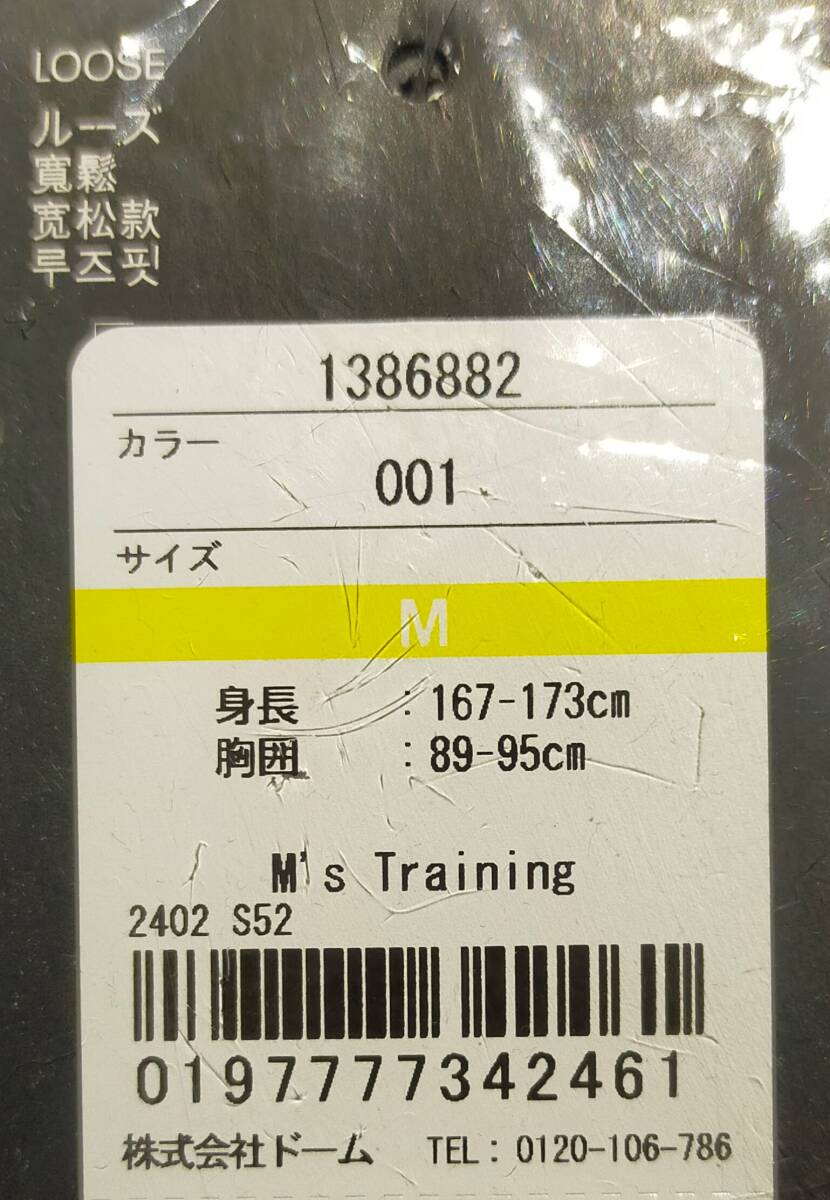 LOOSE
ルーズ
寬鬆
宽松款
루즈핏
1386882
カラー
001
サイズ
M
身長 : 167-173cm
胸囲 : 89-95cm
M's Training
2402 S52
0197777342461
株式会社ドーム TEL: 0120-106-786